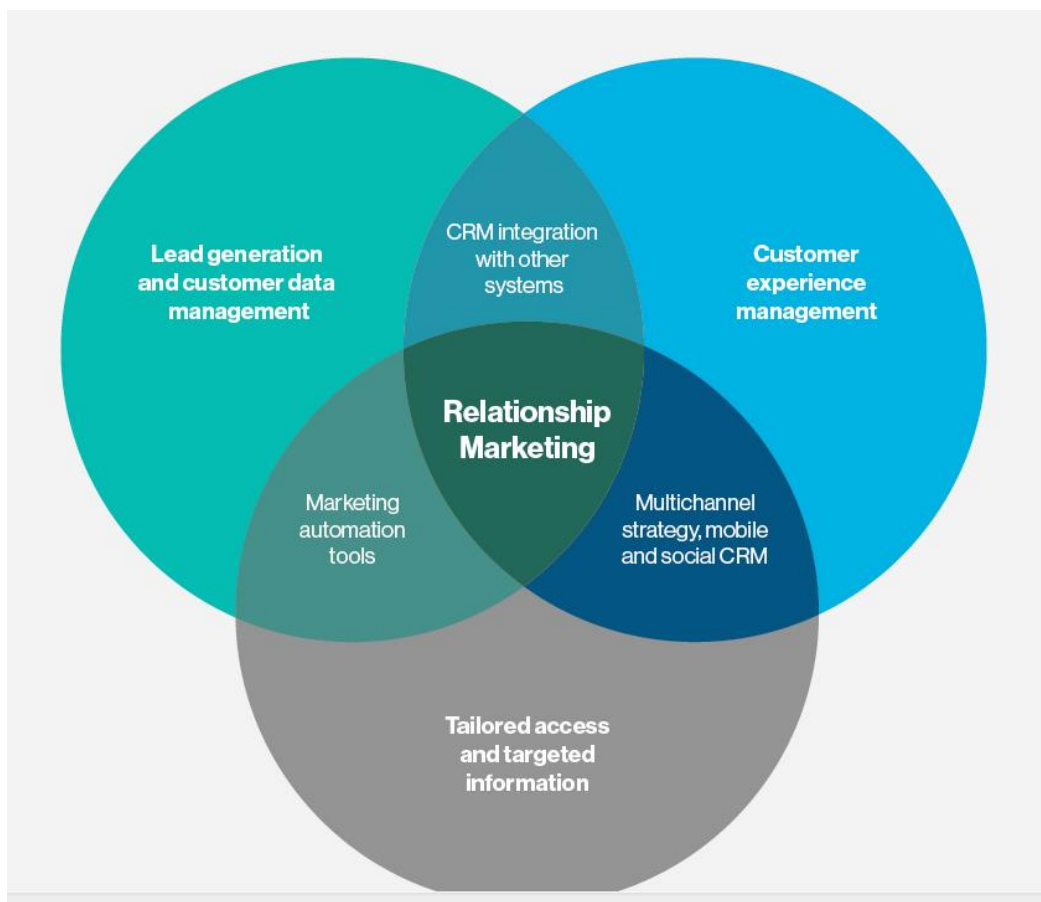 Lead generation
and customer data
management
CRM integration
with other
systems
Customer
experience
management
Relationship
Marketing
Marketing
automation
tools
Multichannel
strategy, mobile
and social CRM
Tailored access
and targeted
information